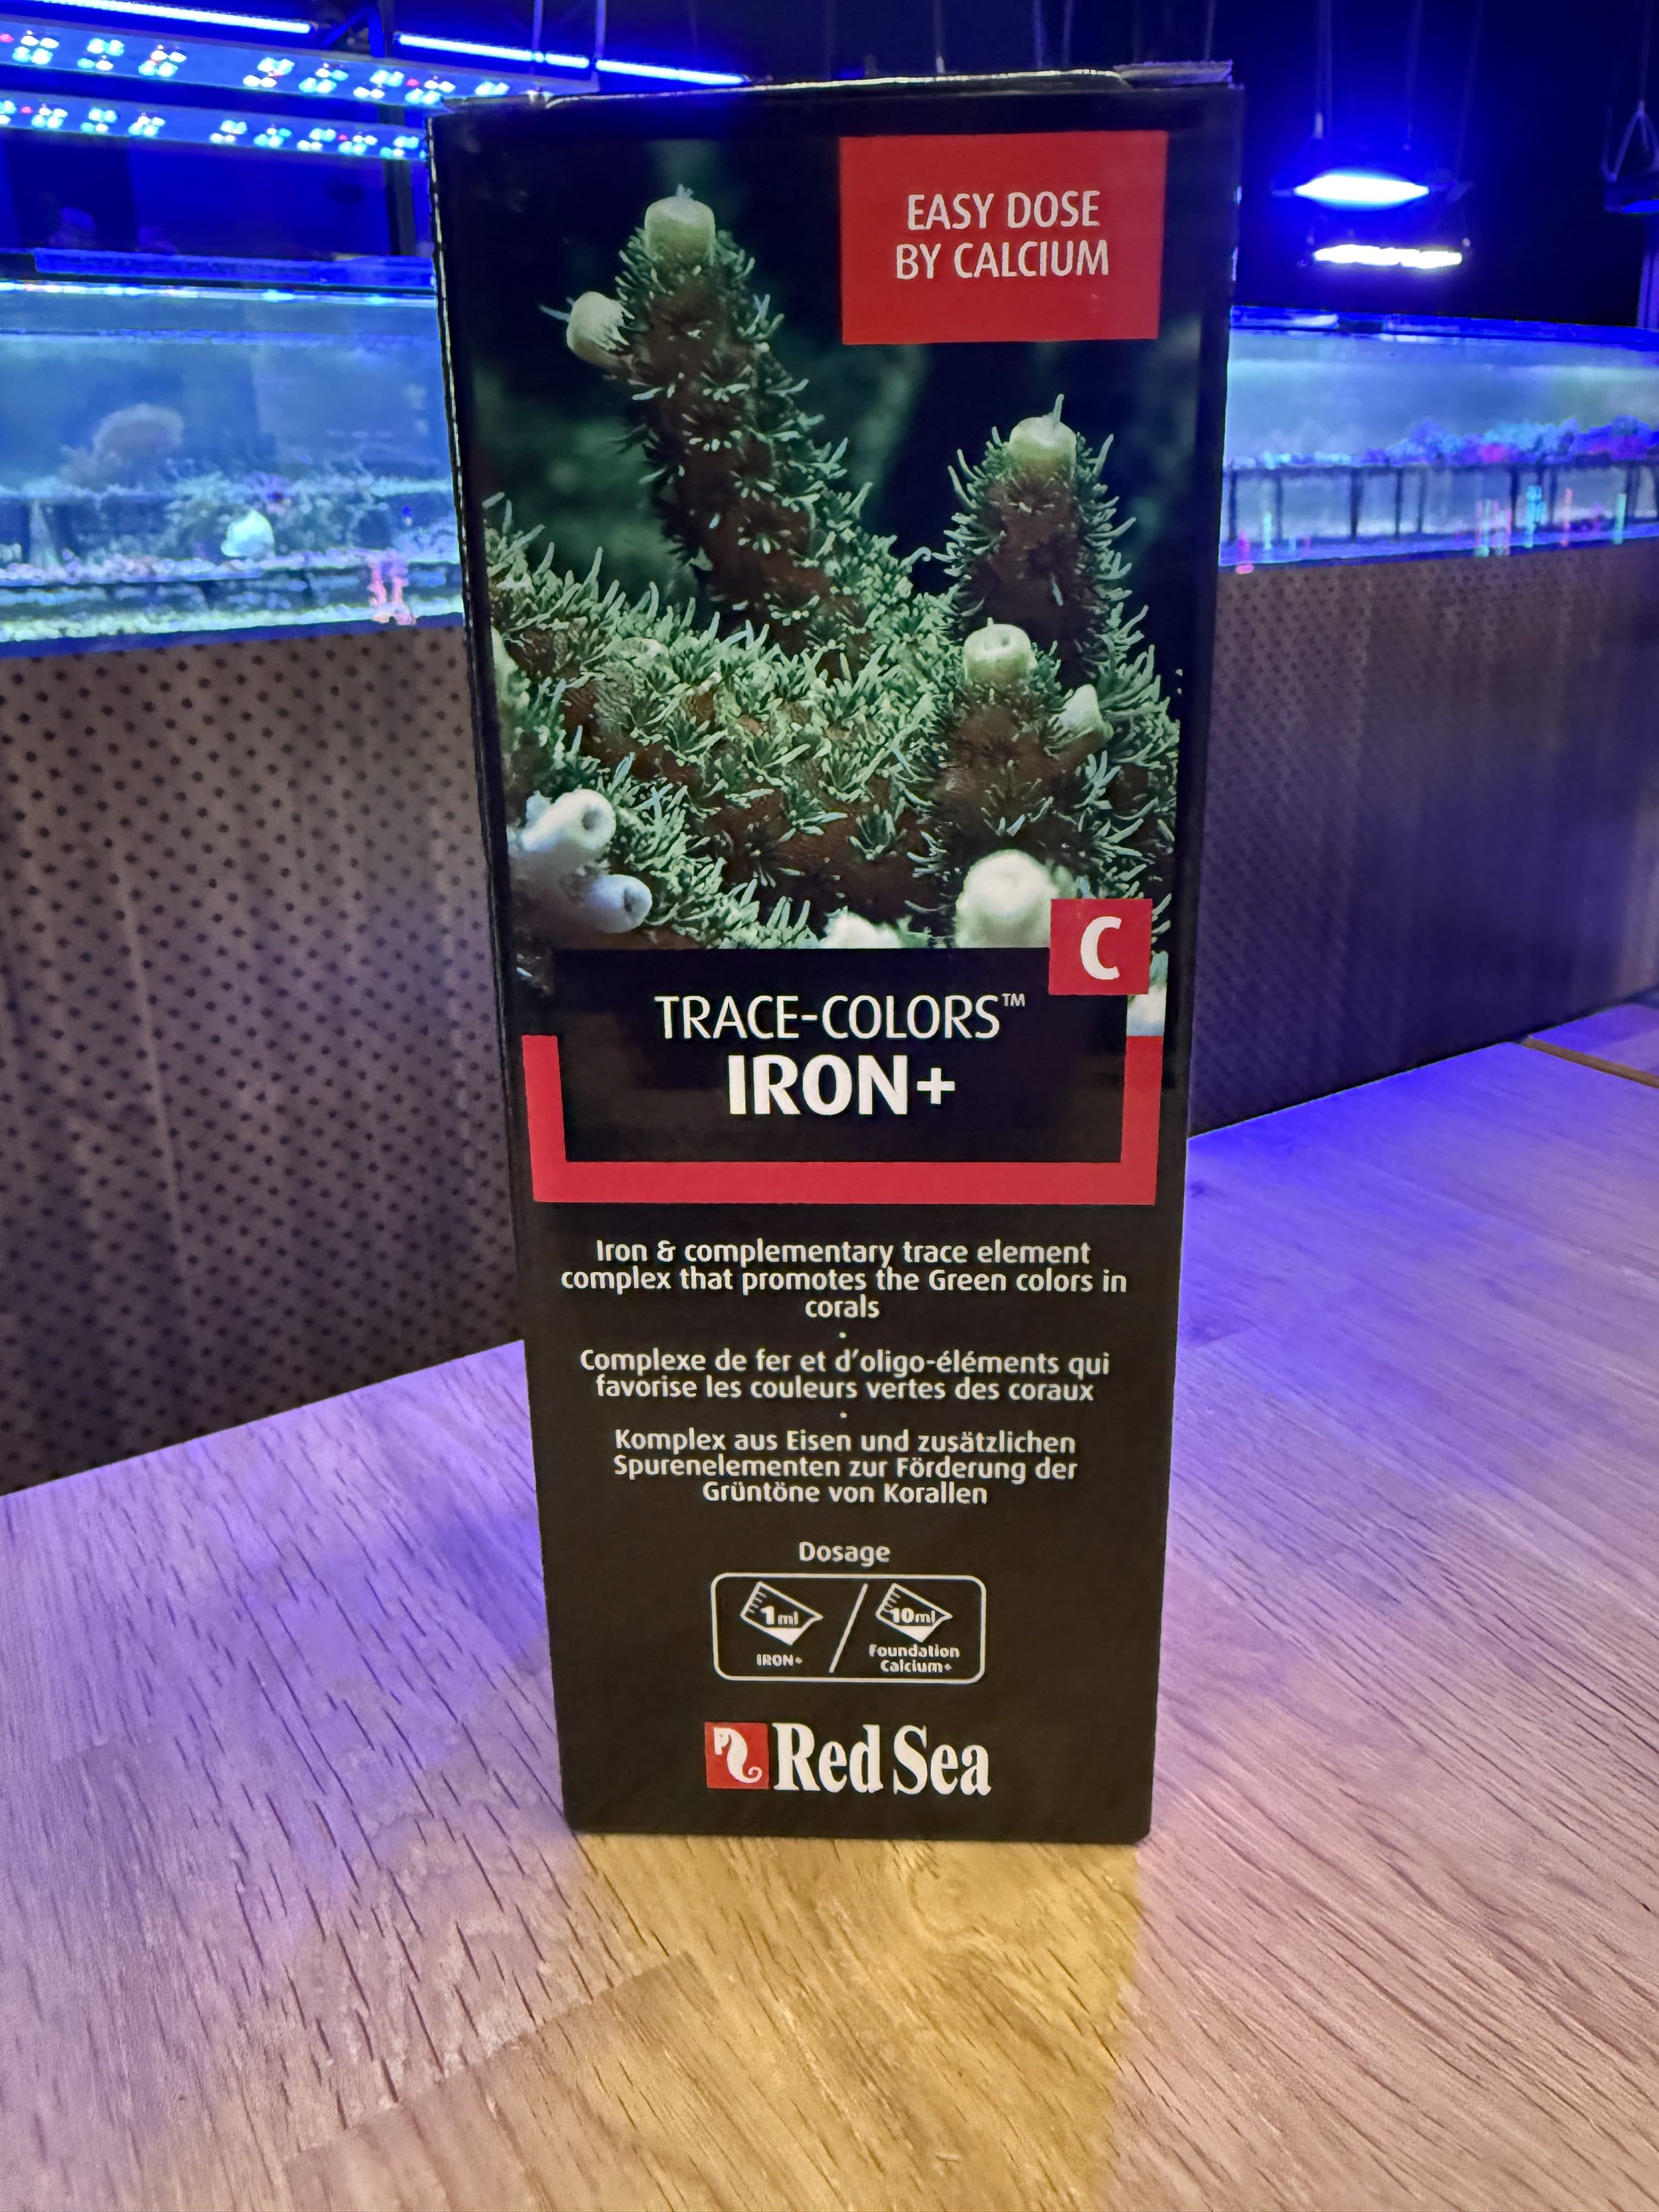 EASY DOSE
BY CALCIUM
C
TRACE-COLORS™
IRON+
Iron & complementary trace element
complex that promotes the Green colors in
corals
•
Complexe de fer et d'oligo-éléments qui
favorise les couleurs vertes des coraux
•
Komplex aus Eisen und zusätzlichen
Spurenelementen zur Förderung der
Grüntöne von Korallen
Dosage
1ml / 10ml
IRON+ Foundation
Calcium+
Red Sea